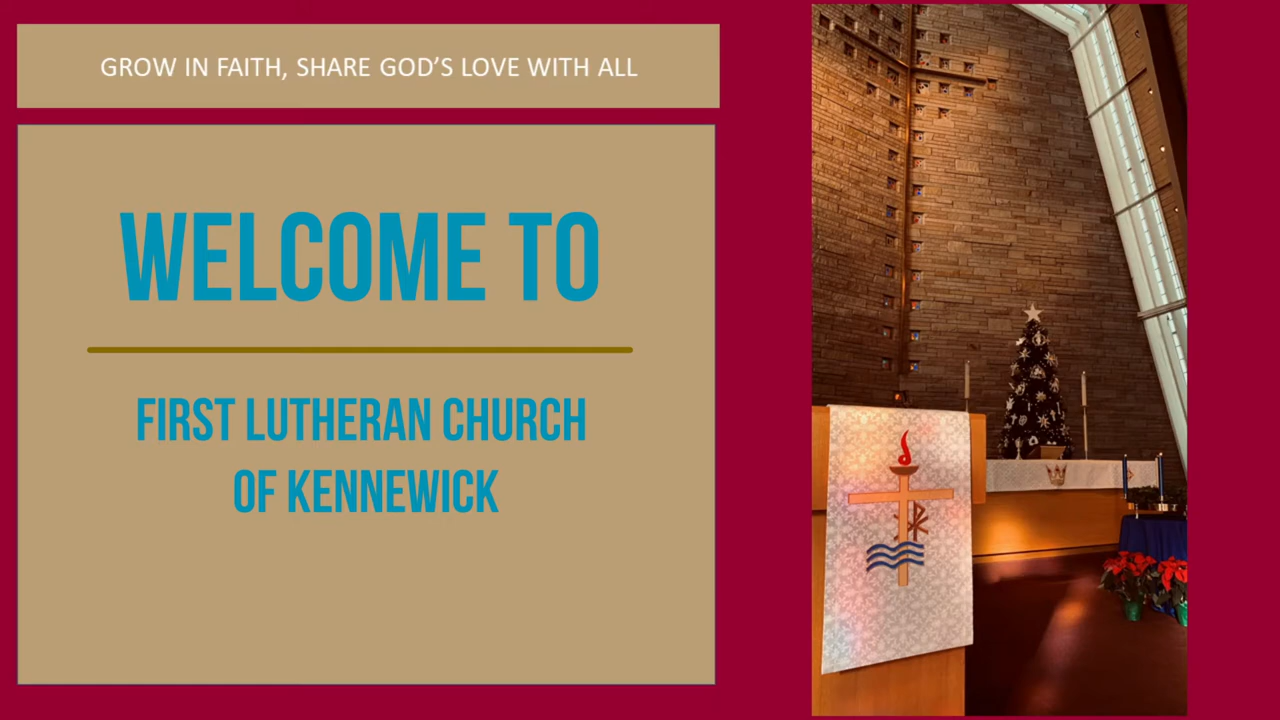 GROW IN FAITH, SHARE GOD'S LOVE WITH ALL
WELCOME TO
FIRST LUTHERAN CHURCH
OF KENNEWICK